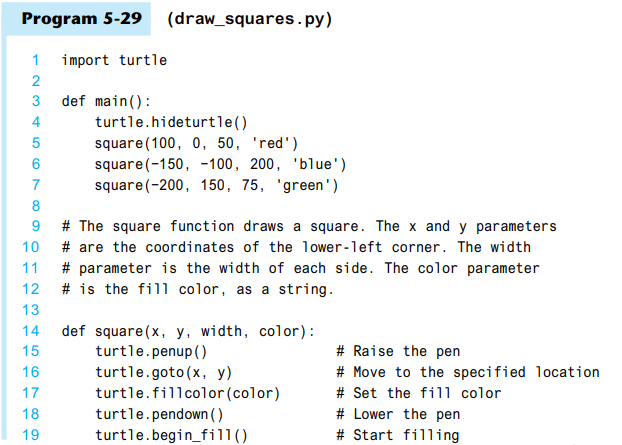 Program 5-29 (draw_squares.py)
1 import turtle
2
3 def main():
4     turtle.hideturtle()
5     square(100, 0, 50, 'red')
6     square(-150, -100, 200, 'blue')
7     square(-200, 150, 75, 'green')
8
9 # The square function draws a square. The x and y parameters
10 # are the coordinates of the lower-left corner. The width
11 # parameter is the width of each side. The color parameter
12 # is the fill color, as a string.
13
14 def square(x, y, width, color):
15     turtle.penup()              # Raise the pen
16     turtle.goto(x, y)           # Move to the specified location
17     turtle.fillcolor(color)     # Set the fill color
18     turtle.pendown()            # Lower the pen
19     turtle.begin_fill()         # Start filling